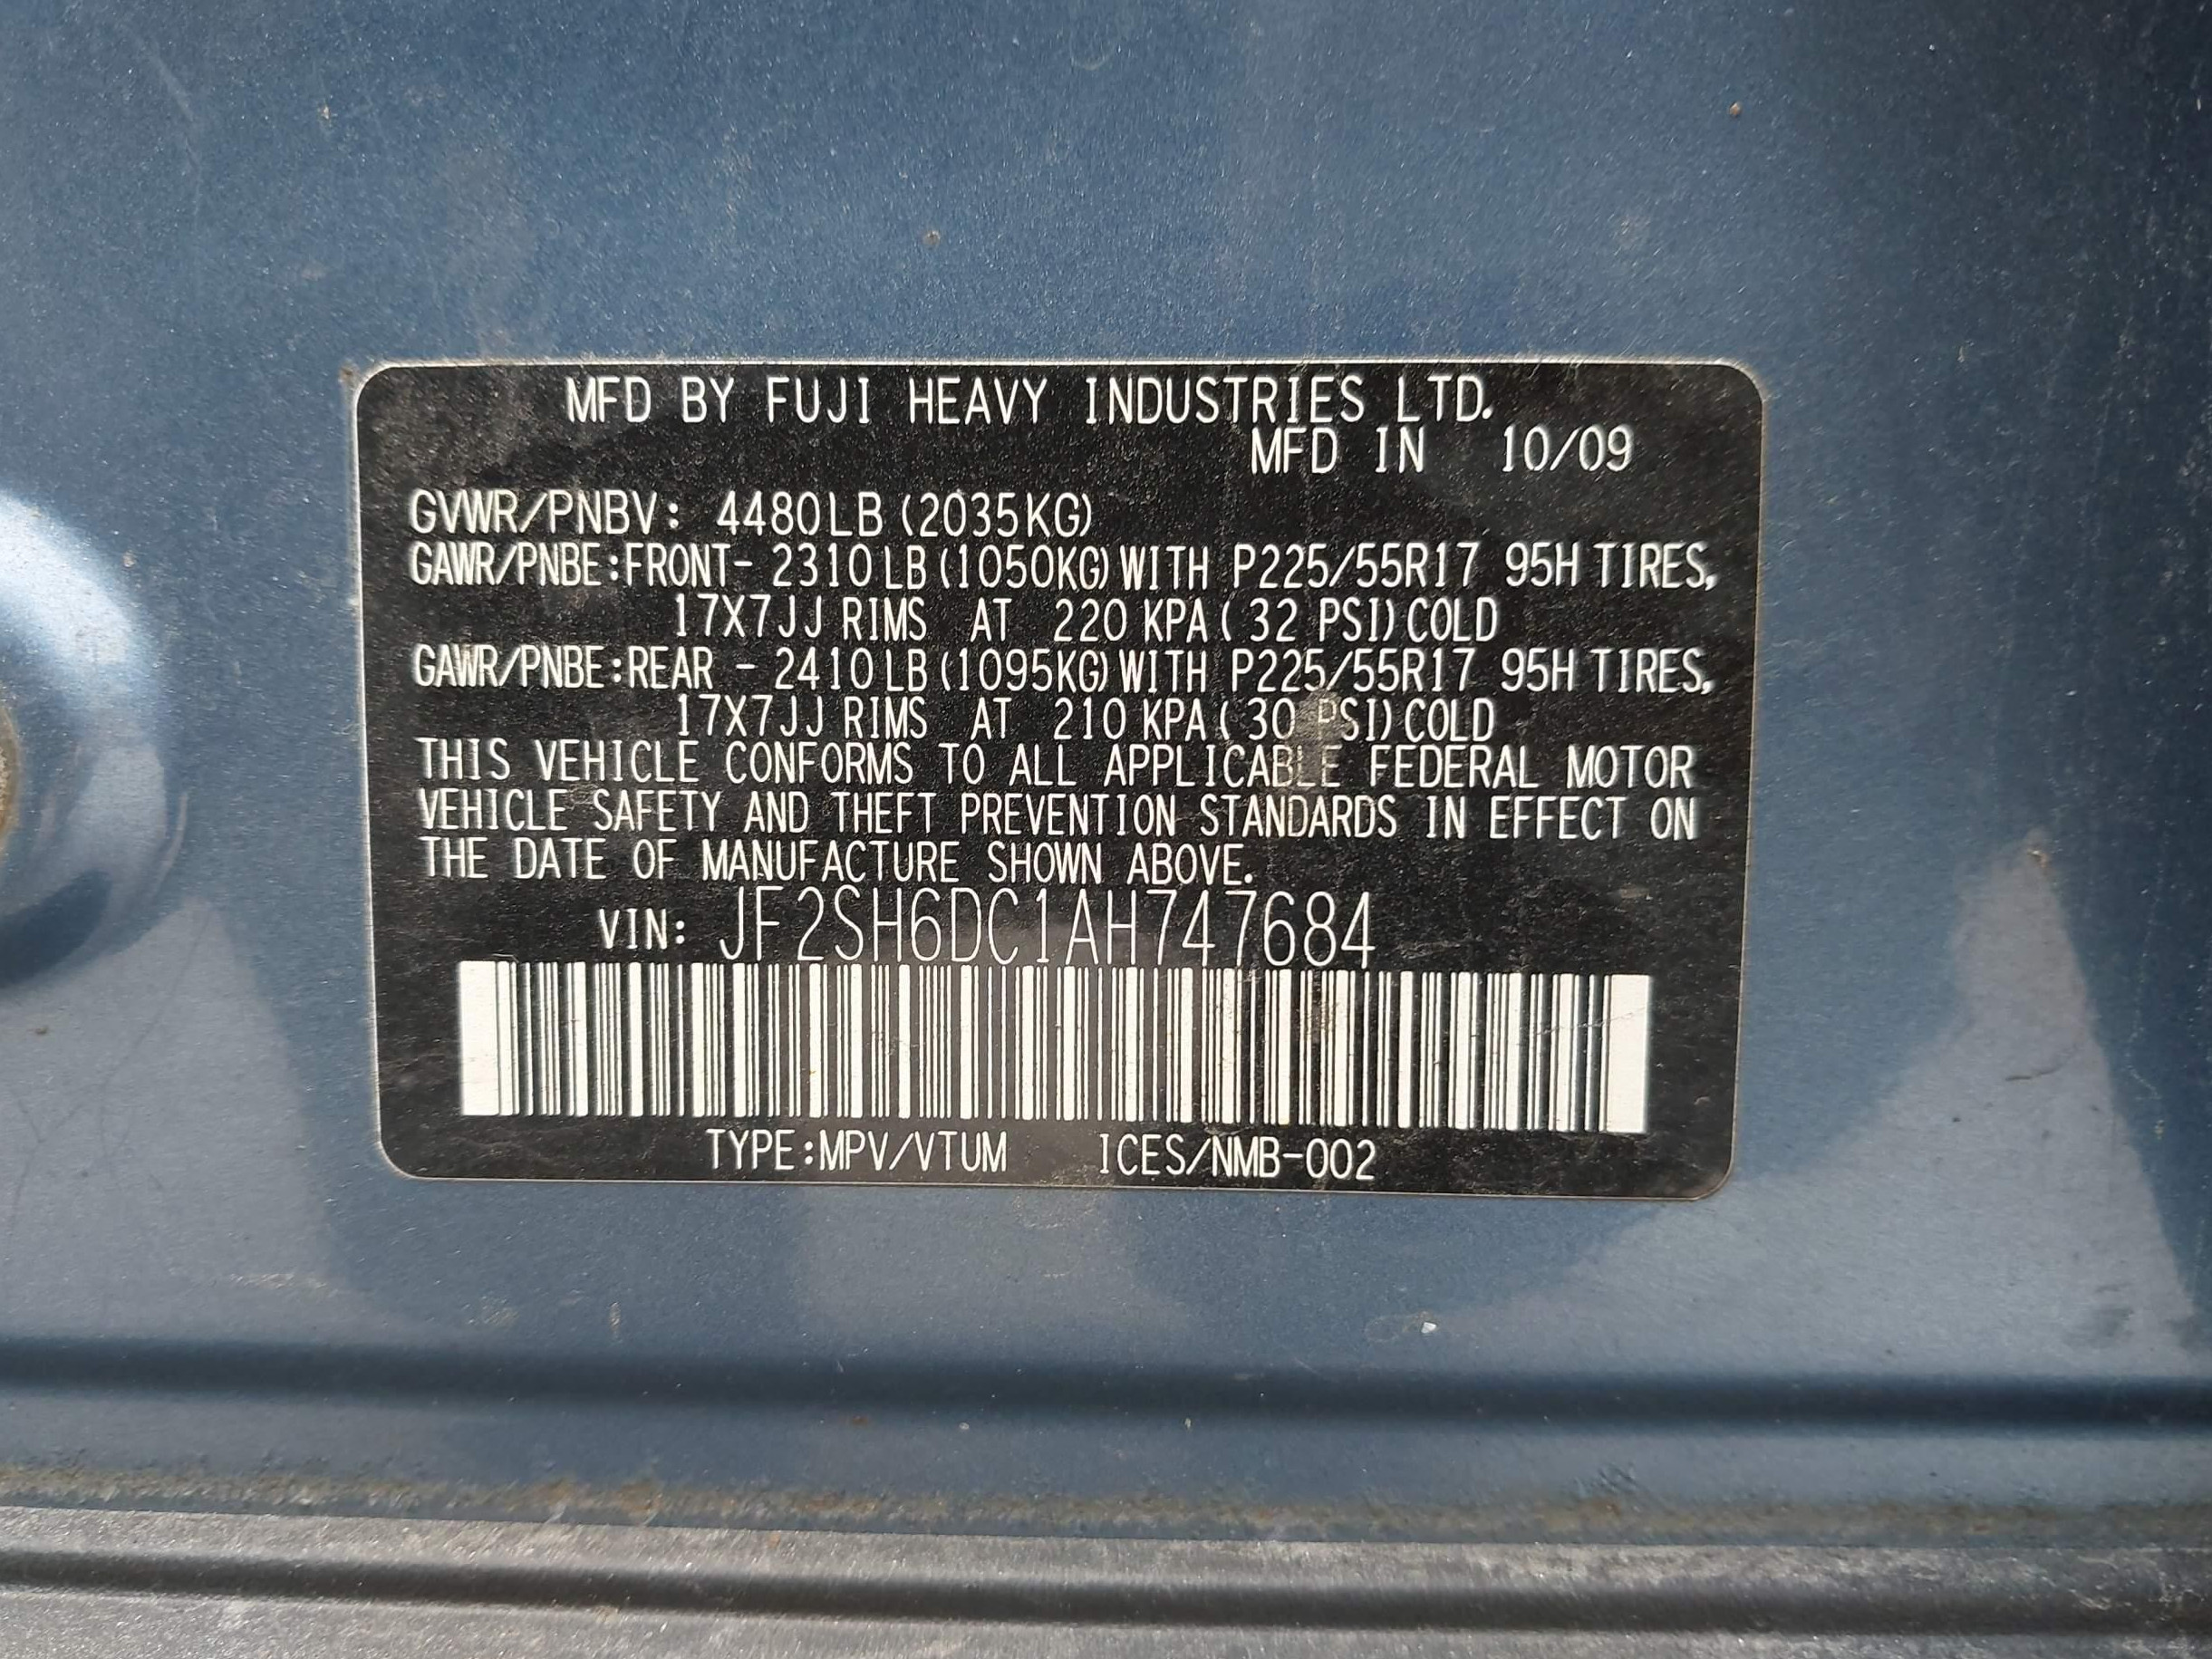 MFD BY FUJI HEAVY INDUSTRIES LTD.
MFD IN 10/09
GVWR/PNBV: 4480LB (2035KG)
GAWR/PNBE:FRONT- 2310LB (1050KG) WITH P225/55R17 95H TIRES,
17X7JJ RIMS AT 220 KPA ( 32 PSI) COLD
GAWR/PNBE:REAR - 2410LB (1095KG) WITH P225/55R17 95H TIRES,
17X7JJ RIMS AT 210 KPA ( 30 PSI) COLD
THIS VEHICLE CONFORMS TO ALL APPLICABLE FEDERAL MOTOR
VEHICLE SAFETY AND THEFT PREVENTION STANDARDS IN EFFECT ON
THE DATE OF MANUFACTURE SHOWN ABOVE.
VIN: JF2SH6DC1AH747684
TYPE:MPV/VTUM ICES/NMB-002